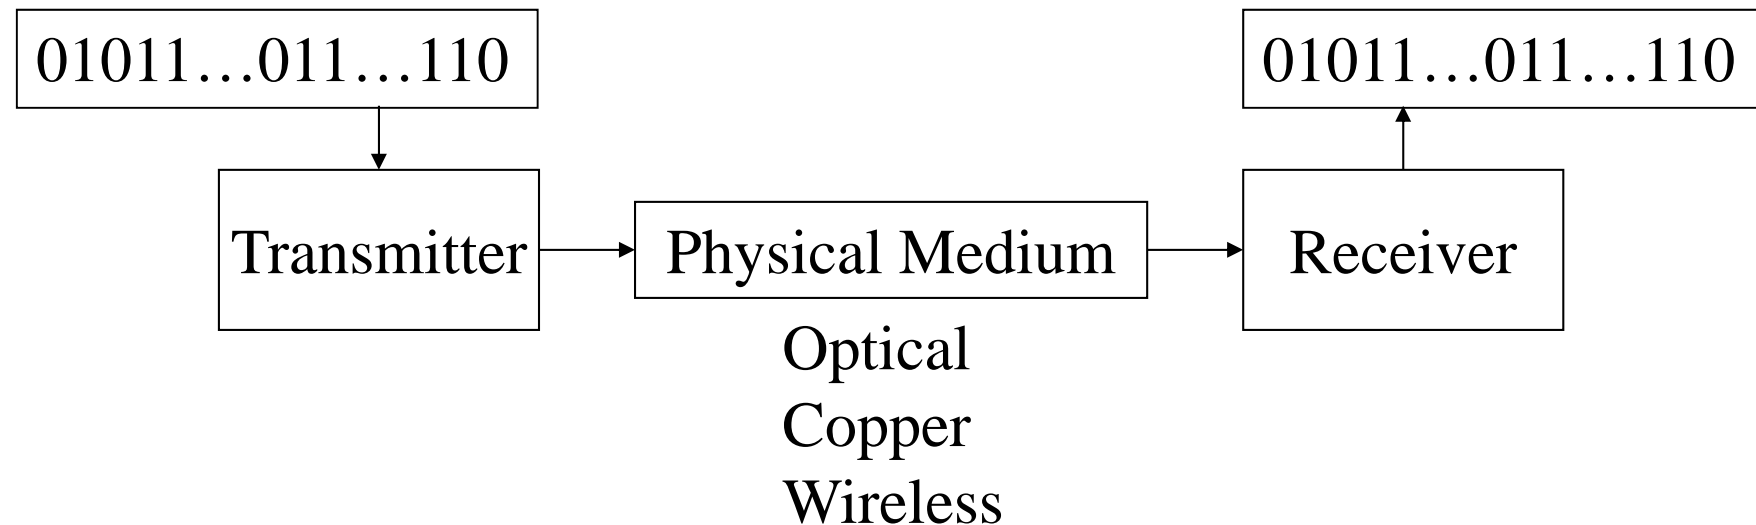 01011…011…110
01011…011…110
Transmitter
Physical Medium
Receiver
Optical
Copper
Wireless